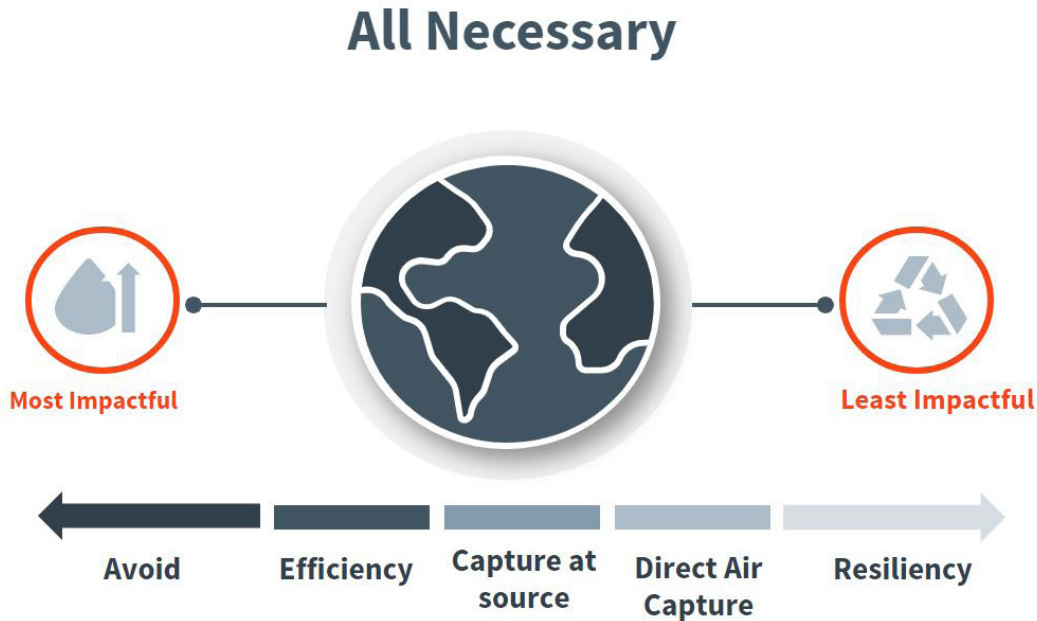 All Necessary
Most Impactful
Least Impactful
Avoid
Efficiency
Capture at
source
Direct Air
Capture
Resiliency